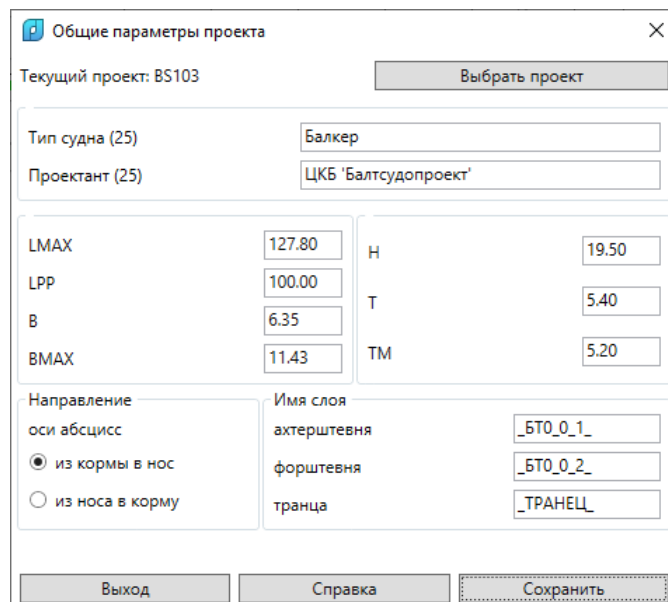 Общие параметры проекта
Текущий проект: BS103
Выбрать проект
Тип судна (25)
Балкер
Проектант (25)
ЦКБ 'Балтсудопроект'
LMAX
127.80
LPP
100.00
B
6.35
BMAX
11.43
H
19.50
T
5.40
TM
5.20
Направление
оси абсцисс
из кормы в нос
из носа в корму
Имя слоя
ахтерштевня
_БТ0_0_1_
форштевня
_БТ0_0_2_
транца
_ТРАНЕЦ_
Выход
Справка
Сохранить